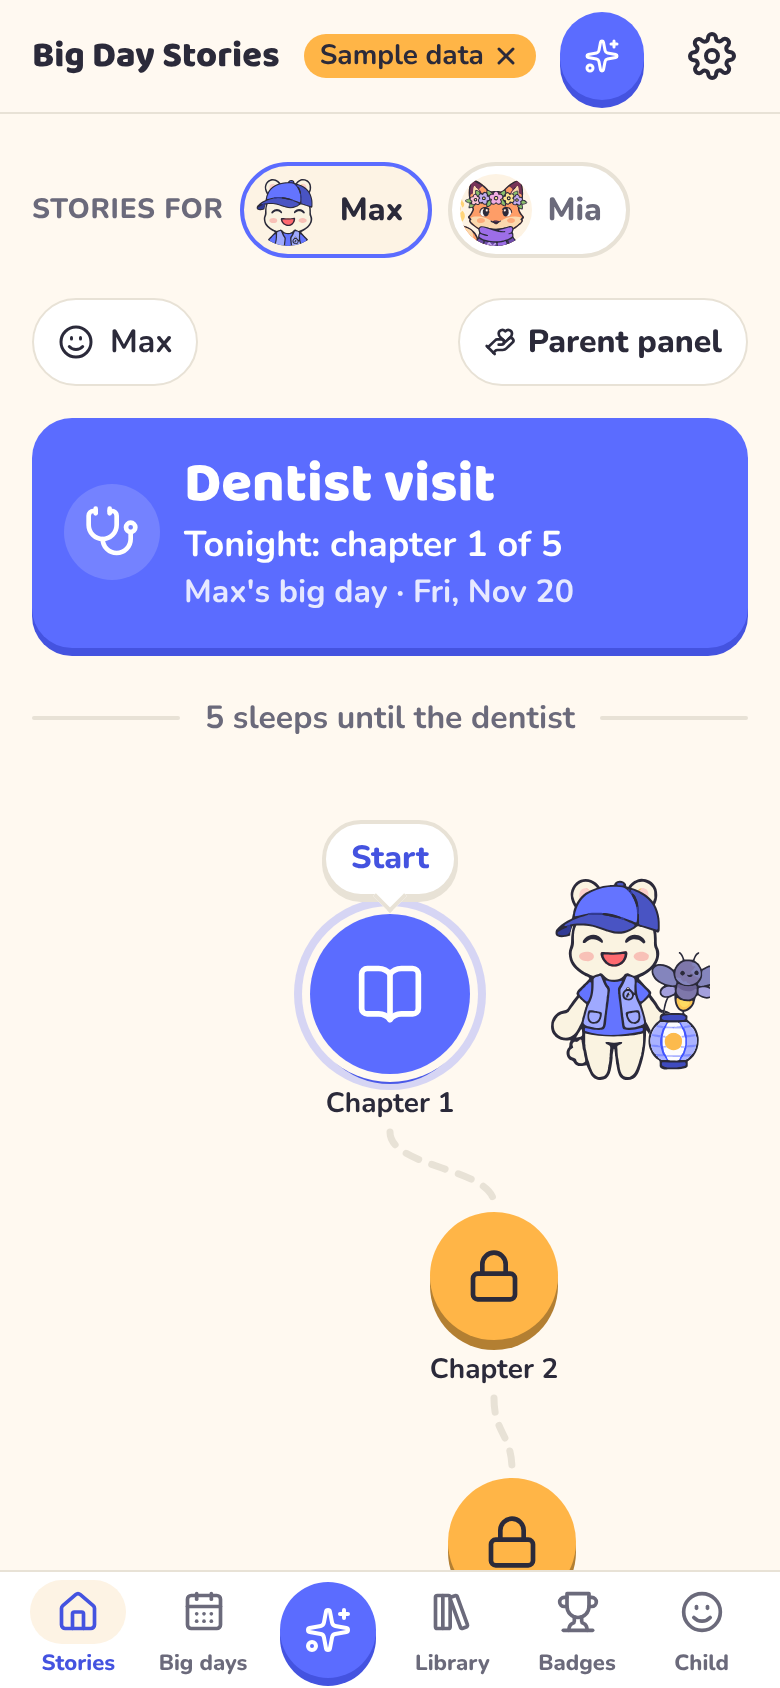 Big Day Stories
Sample data
STORIES FOR
Max
Mia
Max
Parent panel
Dentist visit
Tonight: chapter 1 of 5
Max's big day · Fri, Nov 20
5 sleeps until the dentist
Start
Chapter 1
Chapter 2
Stories
Big days
Library
Badges
Child